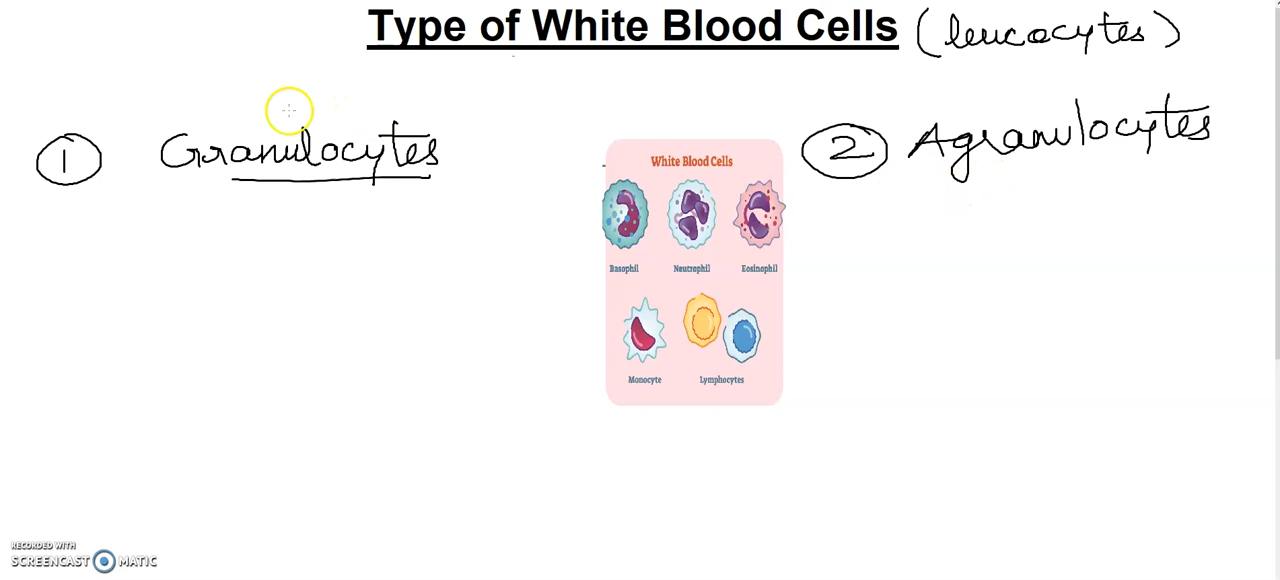 Type of White Blood Cells (leucocytes)
1 Granulocytes
2 Agranulocytes
White Blood Cells
Basophil Neutrophil Eosinophil
Monocyte Lymphocytes
RECORDED WITH
SCREENCAST MATIC